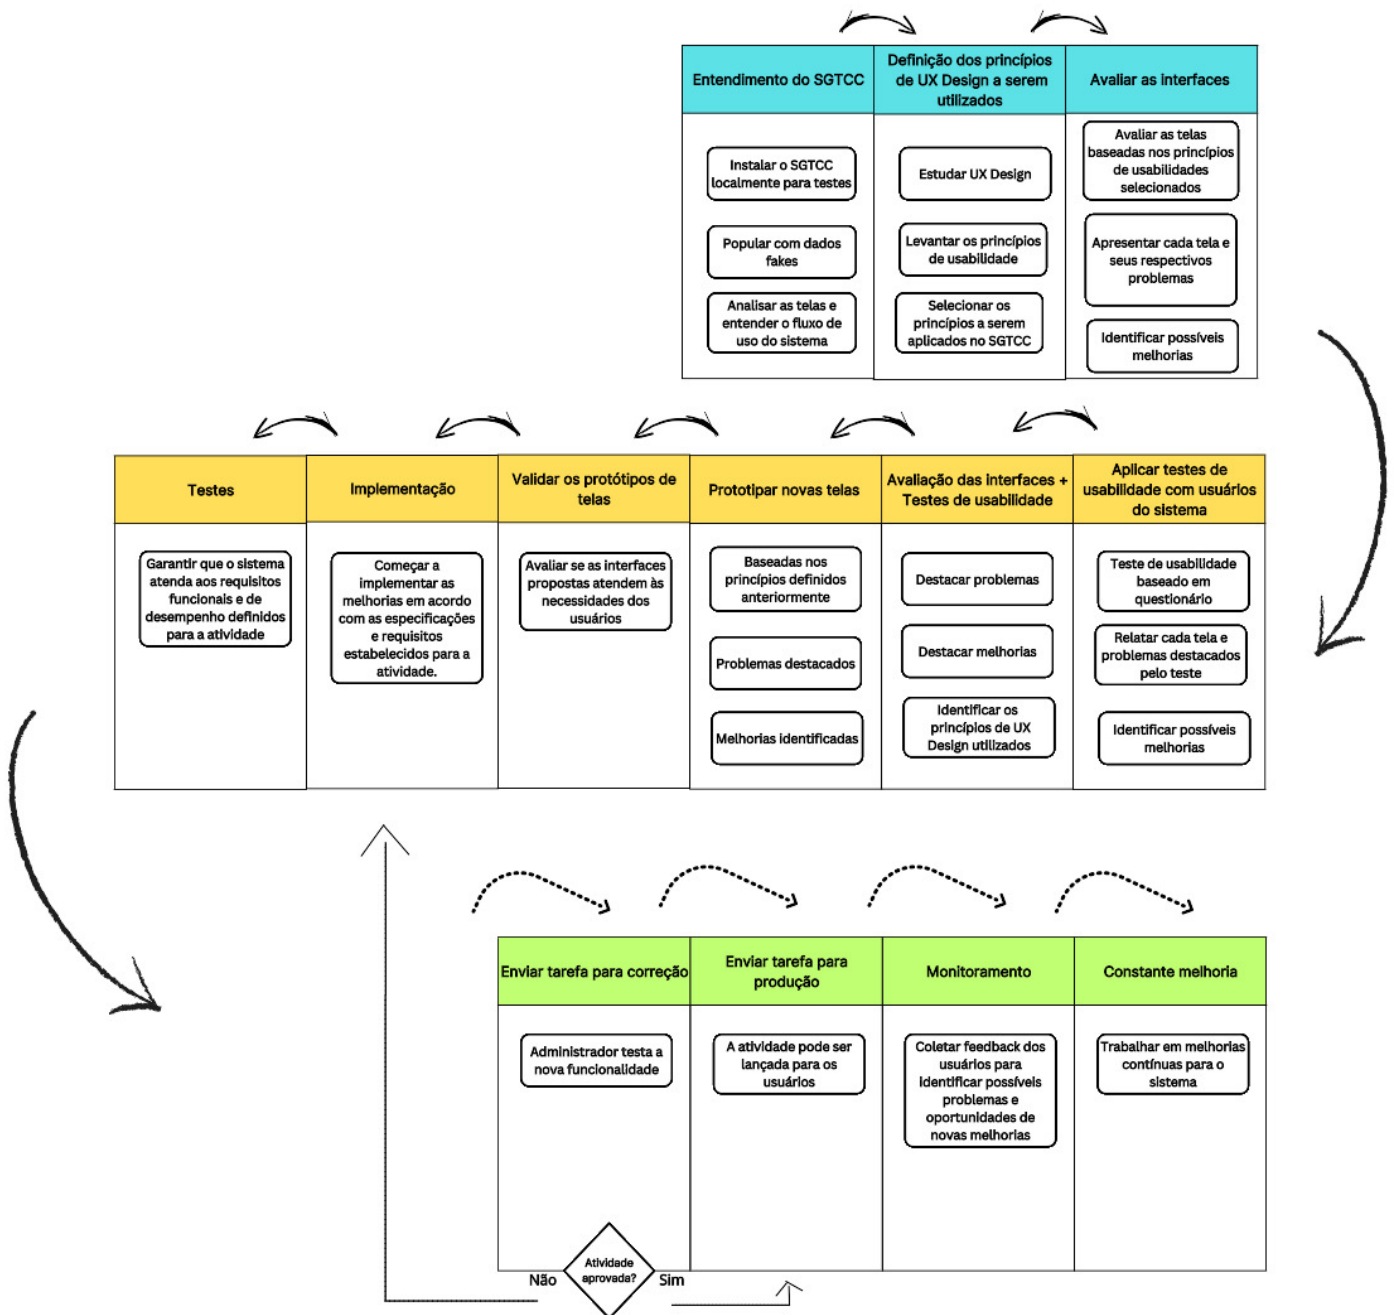 Entendimento do SGTCC
Instalar o SGTCC
localmente para testes
Popular com dados
fakes
Analisar as telas e
entender o fluxo de
uso do sistema
Definição dos princípios
de UX Design a serem
utilizados
Estudar UX Design
Levantar os princípios
de usabilidade
Selecionar os
princípios a serem
aplicados no SGTCC
Avaliar as interfaces
Avaliar as telas
baseadas nos princípios
de usabilidades
selecionados
Apresentar cada tela e
seus respectivo
problemas
Identificar possíveis
melhorias
Testes
Garantir que o sistema
atenda aos requisitos
funcionais e de
desempenho definidos
para a atividade
Implementação
Começar a
implementar as
melhorias em acordo
com as especificações
e requisitos
estabelecidos para a
atividade.
Validar os protótipos de
telas
Avaliar se as interfaces
propostas atendem às
necessidades dos
usuários
Prototipar novas telas
Baseadas nos
princípios definidos
anteriormente
Problemas destacados
Melhorias identificadas
Avaliação das interfaces +
Testes de usabilidade
Destacar problemas
Destacar melhorias
Identificar os
princípios de UX
Design utilizados
Aplicar testes de
usabilidade com usuários
do sistema
Teste de usabilidade
baseado em
questionário
Relatar cada tela e
problemas destacados
pelo teste
Identificar possíveis
melhorias
Enviar tarefa para correção
Administrador testa a
nova funcionalidade
Enviar tarefa para
produção
A atividade pode ser
lançada para os
usuários
Monitoramento
Coletar feedback dos
usuários para
identificar possíveis
problemas e
oportunidades de
novas melhorias
Constante melhoria
Trabalhar em melhorias
contínuas para o
sistema
Atividade
aprovada?
Não
Sim